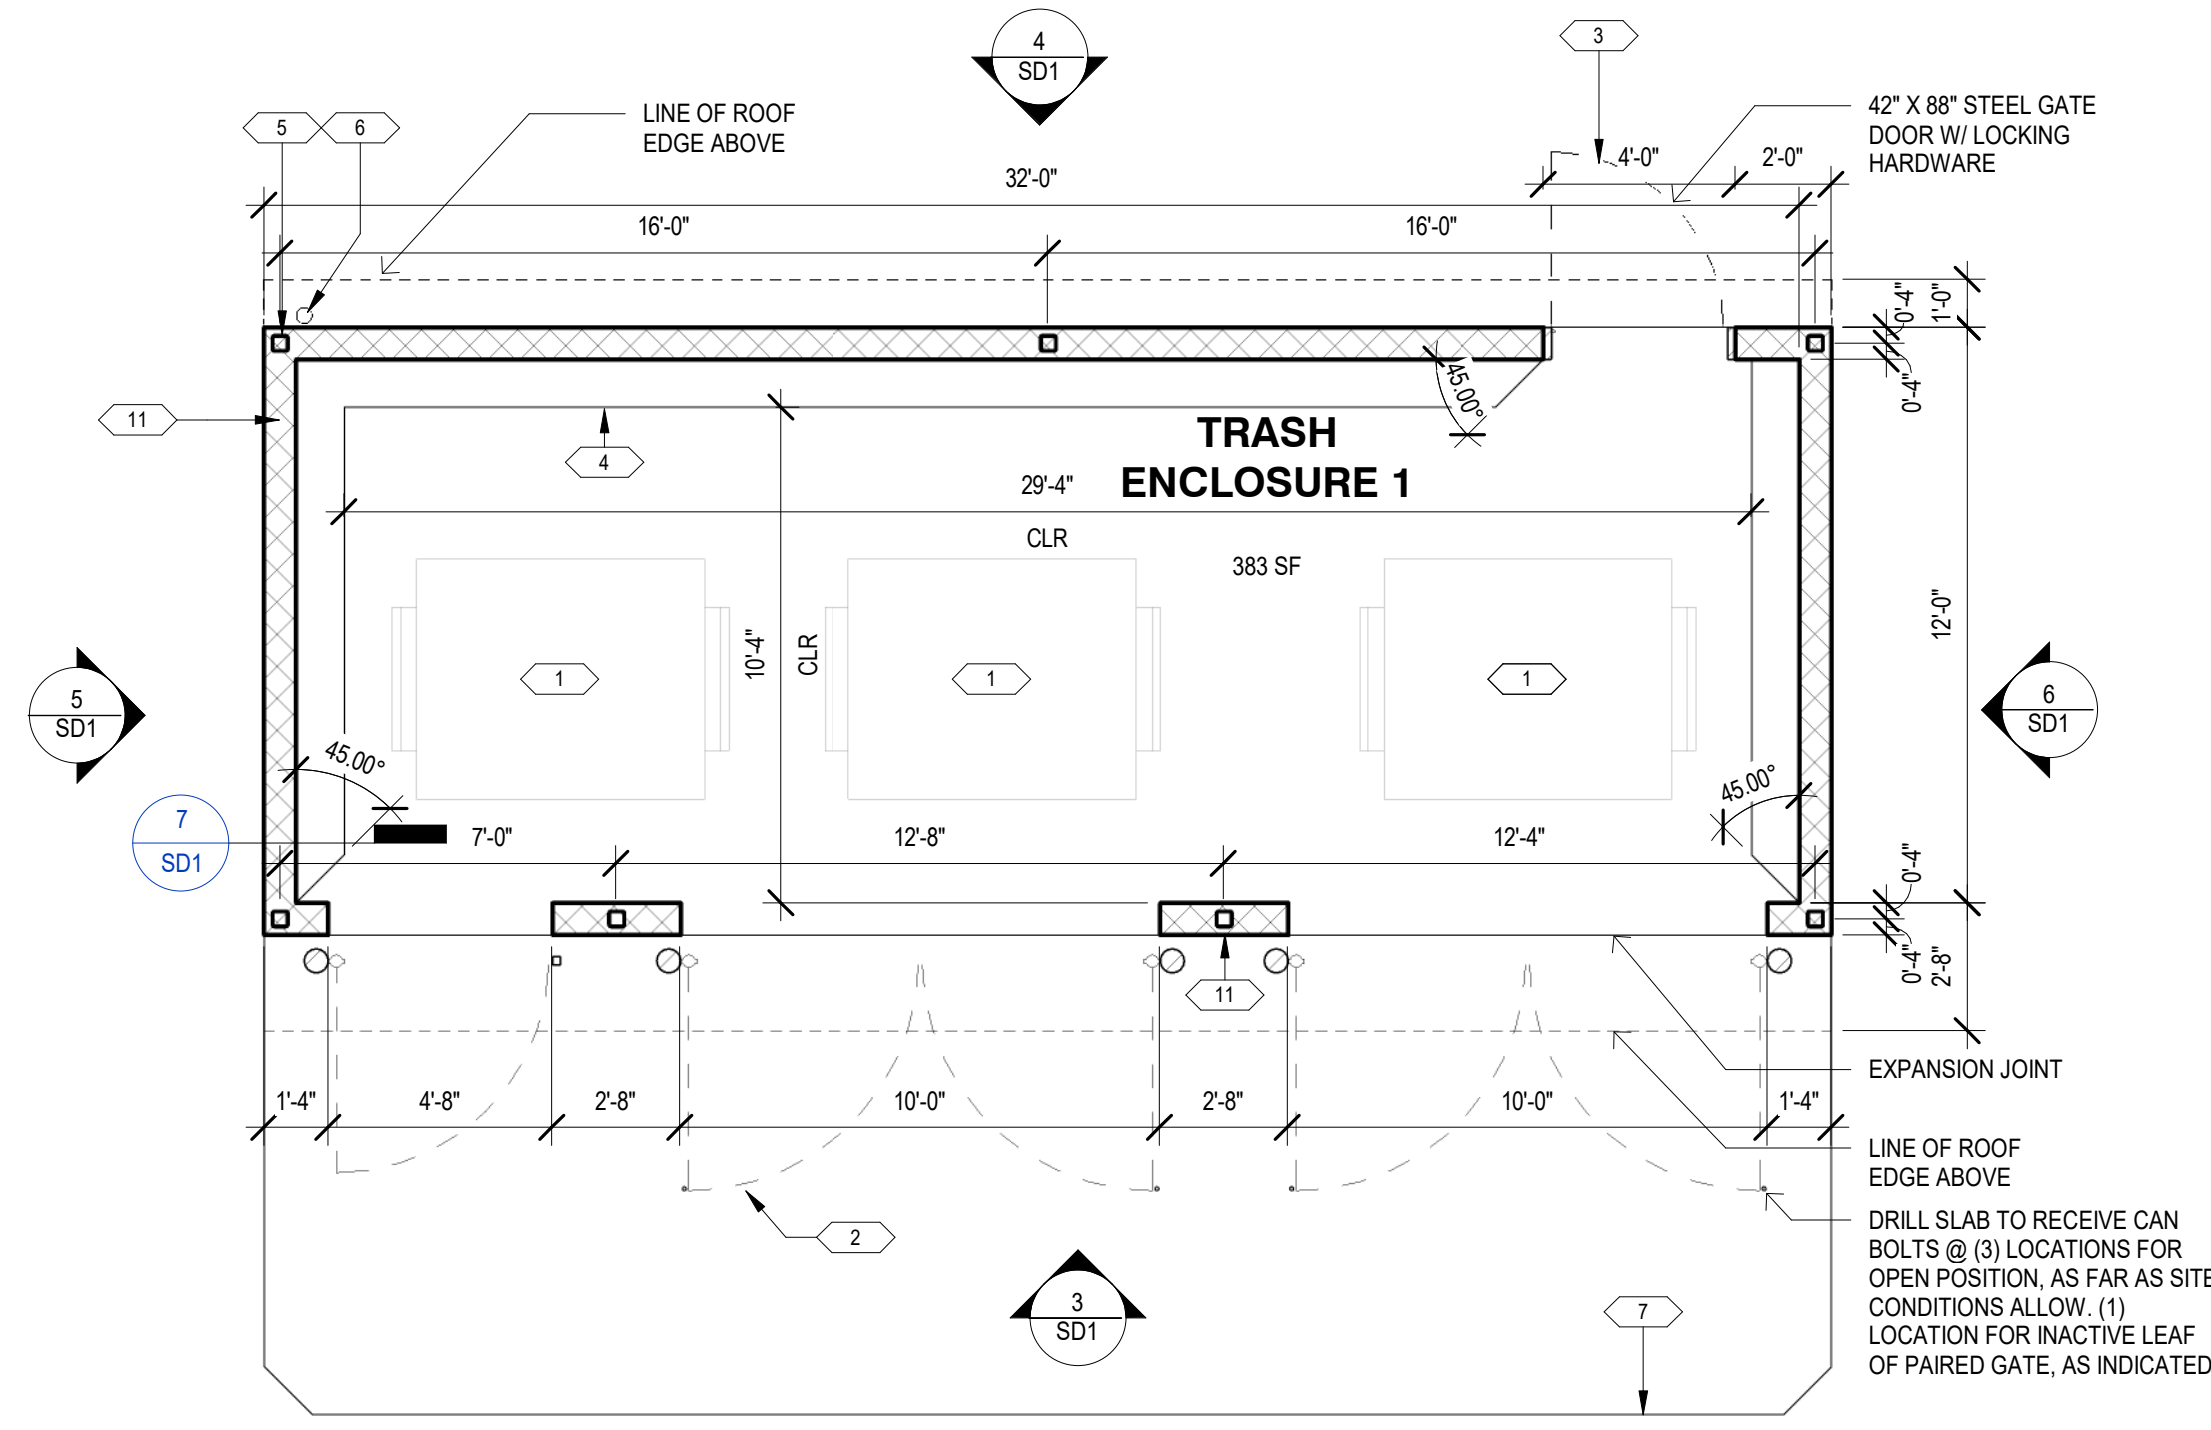 4
SD1
3
5
6
LINE OF ROOF
EDGE ABOVE
42" X 88" STEEL GATE
DOOR W/ LOCKING
HARDWARE
4'-0"
2'-0"
32'-0"
16'-0"
16'-0"
0'-4"
1'-0"
0'-4"
45.00°
11
4
TRASH
ENCLOSURE 1
29'-4"
CLR
383 SF
10'-4"
CLR
12'-0"
1
1
1
5
SD1
6
SD1
45.00°
45.00°
7
SD1
7'-0"
12'-8"
12'-4"
0'-4"
0'-4"
2'-8"
11
EXPANSION JOINT
1'-4"
4'-8"
2'-8"
10'-0"
2'-8"
10'-0"
1'-4"
LINE OF ROOF
EDGE ABOVE
2
3
SD1
7
DRILL SLAB TO RECEIVE CAN
BOLTS @ (3) LOCATIONS FOR
OPEN POSITION, AS FAR AS SITE
CONDITIONS ALLOW. (1)
LOCATION FOR INACTIVE LEAF
OF PAIRED GATE, AS INDICATED